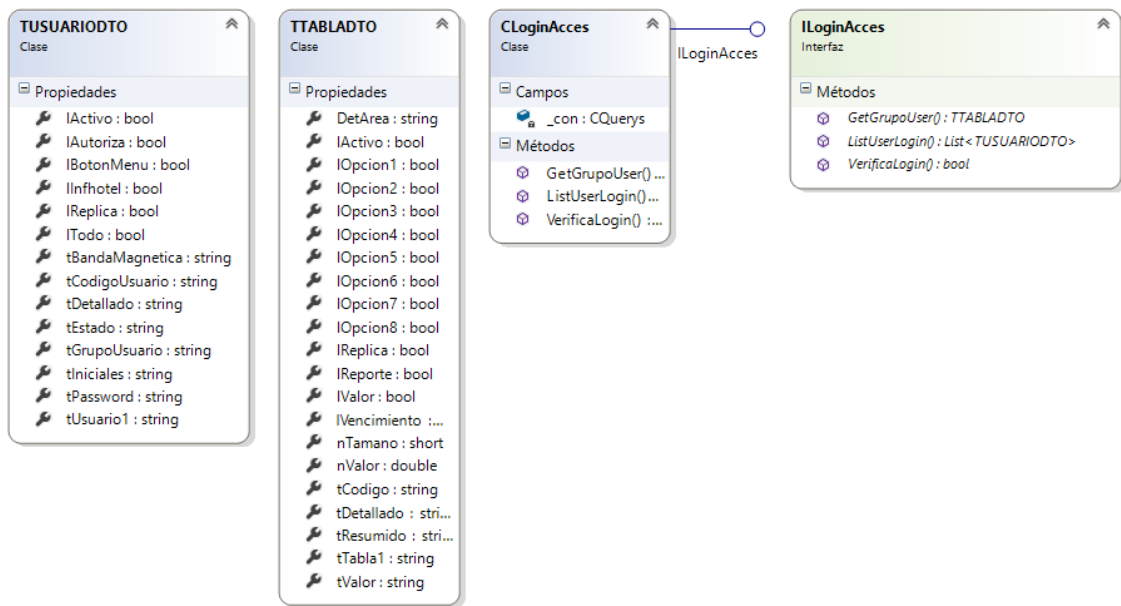 TUSUARIODTO
Clase
Propiedades
lActivo : bool
lAutoriza : bool
lBotonMenu : bool
lInfhotel : bool
lReplica : bool
lTodo : bool
tBandaMagnetica : string
tCodigoUsuario : string
tDetallado : string
tEstado : string
tGrupoUsuario : string
tIniciales : string
tPassword : string
tUsuario1 : string
TTABLADTO
Clase
Propiedades
DetArea : string
lActivo : bool
lOpcion1 : bool
lOpcion2 : bool
lOpcion3 : bool
lOpcion4 : bool
lOpcion5 : bool
lOpcion6 : bool
lOpcion7 : bool
lOpcion8 : bool
lReplica : bool
lReporte : bool
lValor : bool
lVencimiento :...
nTamano : short
nValor : double
tCodigo : string
tDetallado : stri...
tResumido : stri...
tTabla1 : string
tValor : string
CLoginAcces
Clase
Campos
_con : CQuerys
Métodos
GetGrupoUser()...
ListUserLogin()...
VerificaLogin() :...
ILoginAcces
ILoginAcces
Interfaz
Métodos
GetGrupoUser() : TTABLADTO
ListUserLogin() : List<TUSUARIODTO>
VerificaLogin() : bool